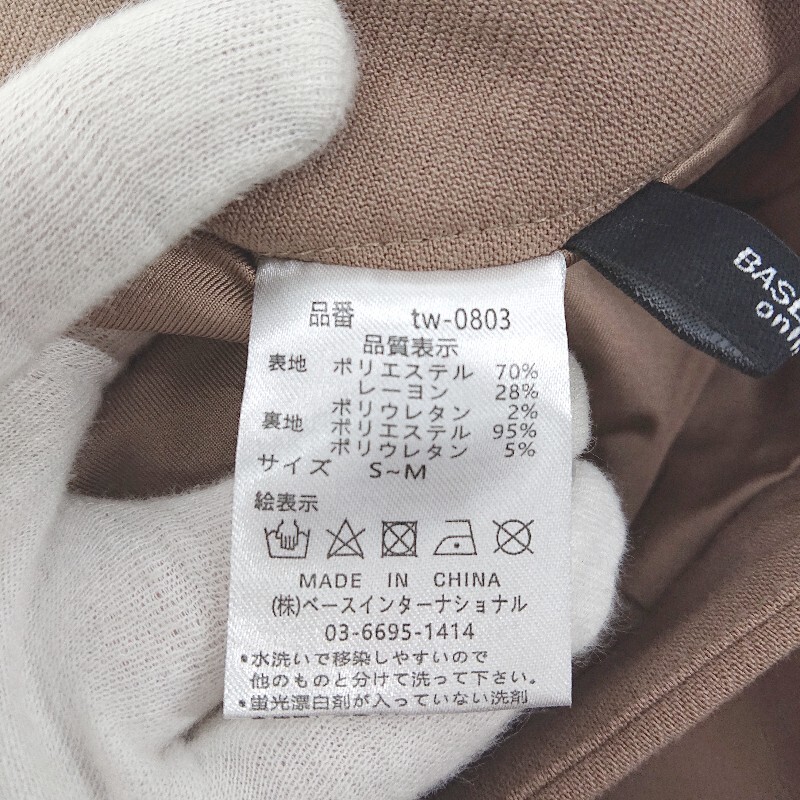 品番 tw-0803
品質表示
表地 ポリエステル 70%
レーヨン 28%
ポリウレタン 2%
裏地 ポリエステル 95%
ポリウレタン 5%
サイズ S~M
絵表示
MADE IN CHINA
(株)ベースインターナショナル
03-6695-1414
*水洗いで移染しやすいので
他のものと分けて洗って下さい。
*蛍光漂白剤が入っていない洗剤